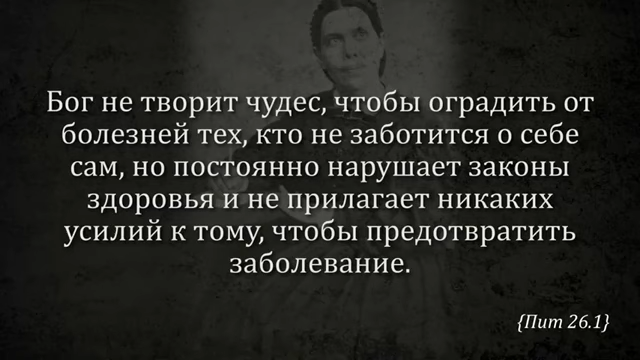 Бог не творит чудес, чтобы оградить от
болезней тех, кто не заботится о себе
сам, но постоянно нарушает законы
здоровья и не прилагает никаких
усилий к тому, чтобы предотвратить
заболевание.
{Пит 26.1}